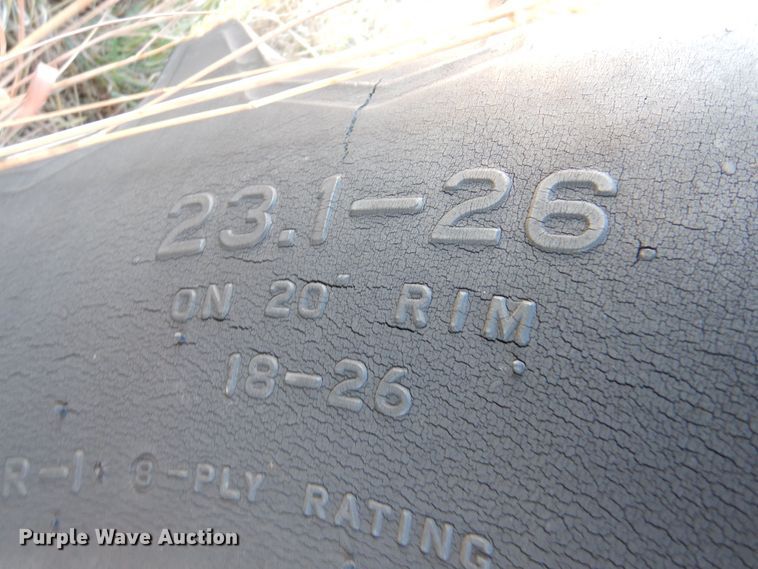 23.1-26
ON 20" RIM
18-26
R-1 8-PLY RATING
Purple Wave Auction